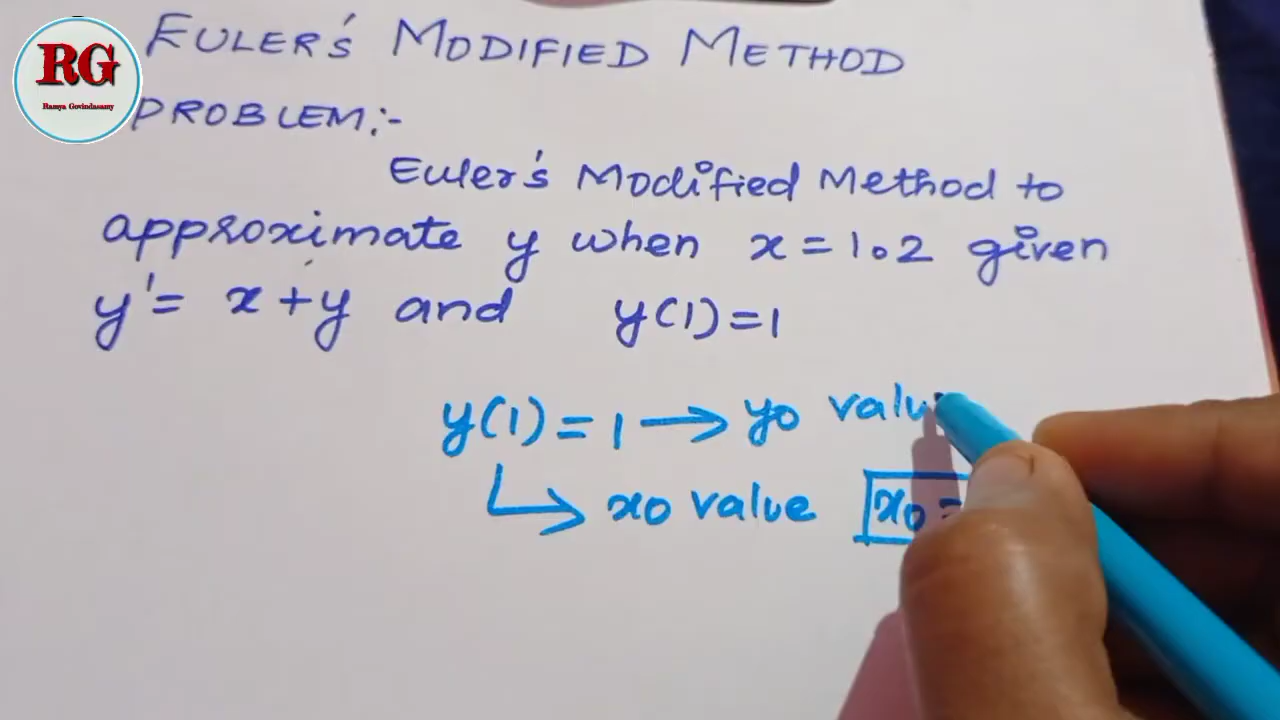 RG
Ramya Govindasamy
EULER'S MODIFIED METHOD
PROBLEM:-
Euler's Modified Method to
approximate y when x = 1.2 given
y' = x + y and y(1) = 1
y(1) = 1 → y0 value
↳ x0 value x0 =